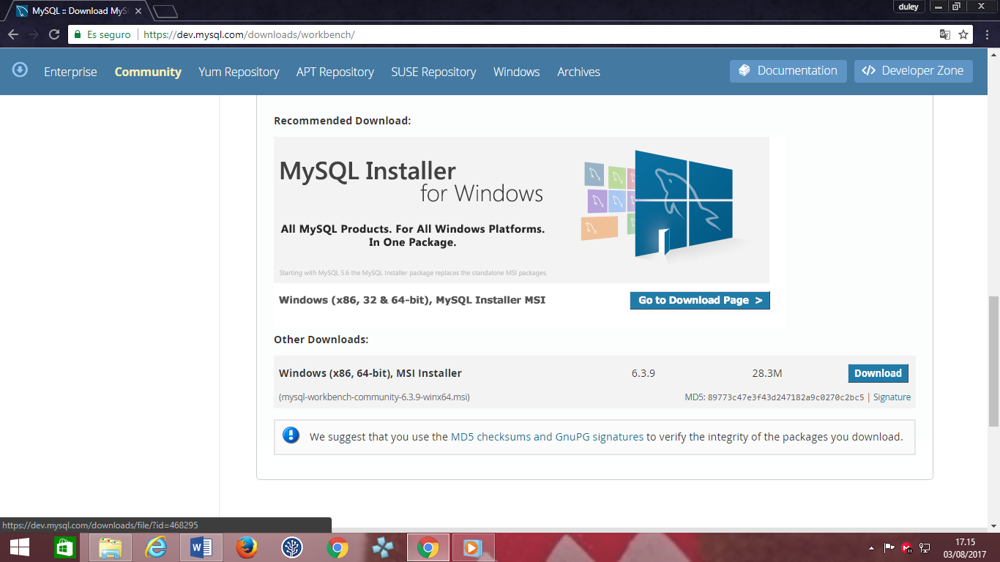 MySQL :: Download MyS
duley
Es seguro
https://dev.mysql.com/downloads/workbench/
Enterprise Community Yum Repository APT Repository SUSE Repository Windows Archives
Documentation
Developer Zone
Recommended Download:
MySQL Installer
for Windows
All MySQL Products. For All Windows Platforms.
In One Package.
Starting with MySQL 5.6 the MySQL Installer package replaces the standalone MSI packages.
Windows (x86, 32 & 64-bit), MySQL Installer MSI
Go to Download Page >
Other Downloads:
Windows (x86, 64-bit), MSI Installer 6.3.9 28.3M Download
(mysql-workbench-community-6.3.9-winx64.msi) MD5: 89773c47e3f43d247182a9c0270c2bc5 | Signature
We suggest that you use the MD5 checksums and GnuPG signatures to verify the integrity of the packages you download.
https://dev.mysql.com/downloads/file/?id=468295
17.15
03/08/2017